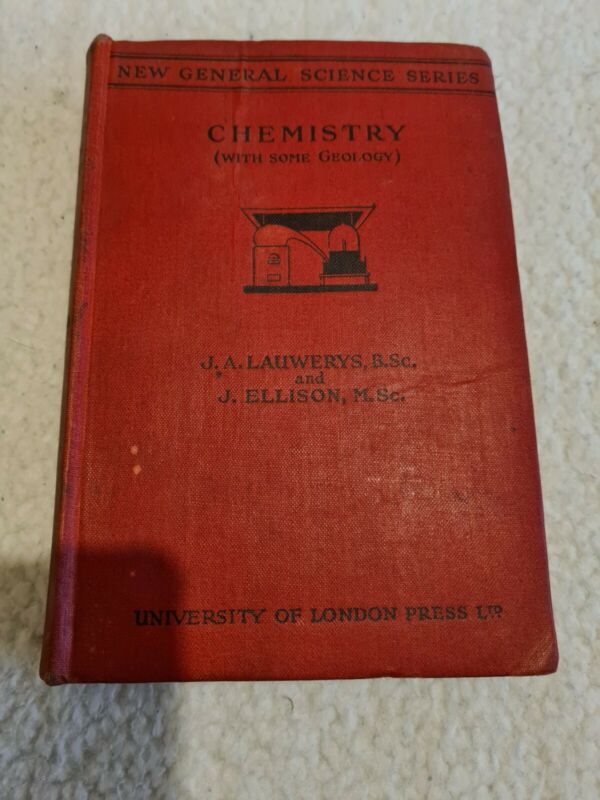 NEW GENERAL SCIENCE SERIES
CHEMISTRY
(WITH SOME GEOLOGY)
J. A. LAUWERYS, B.Sc.
and
J. ELLISON, M.Sc.
UNIVERSITY OF LONDON PRESS LTD